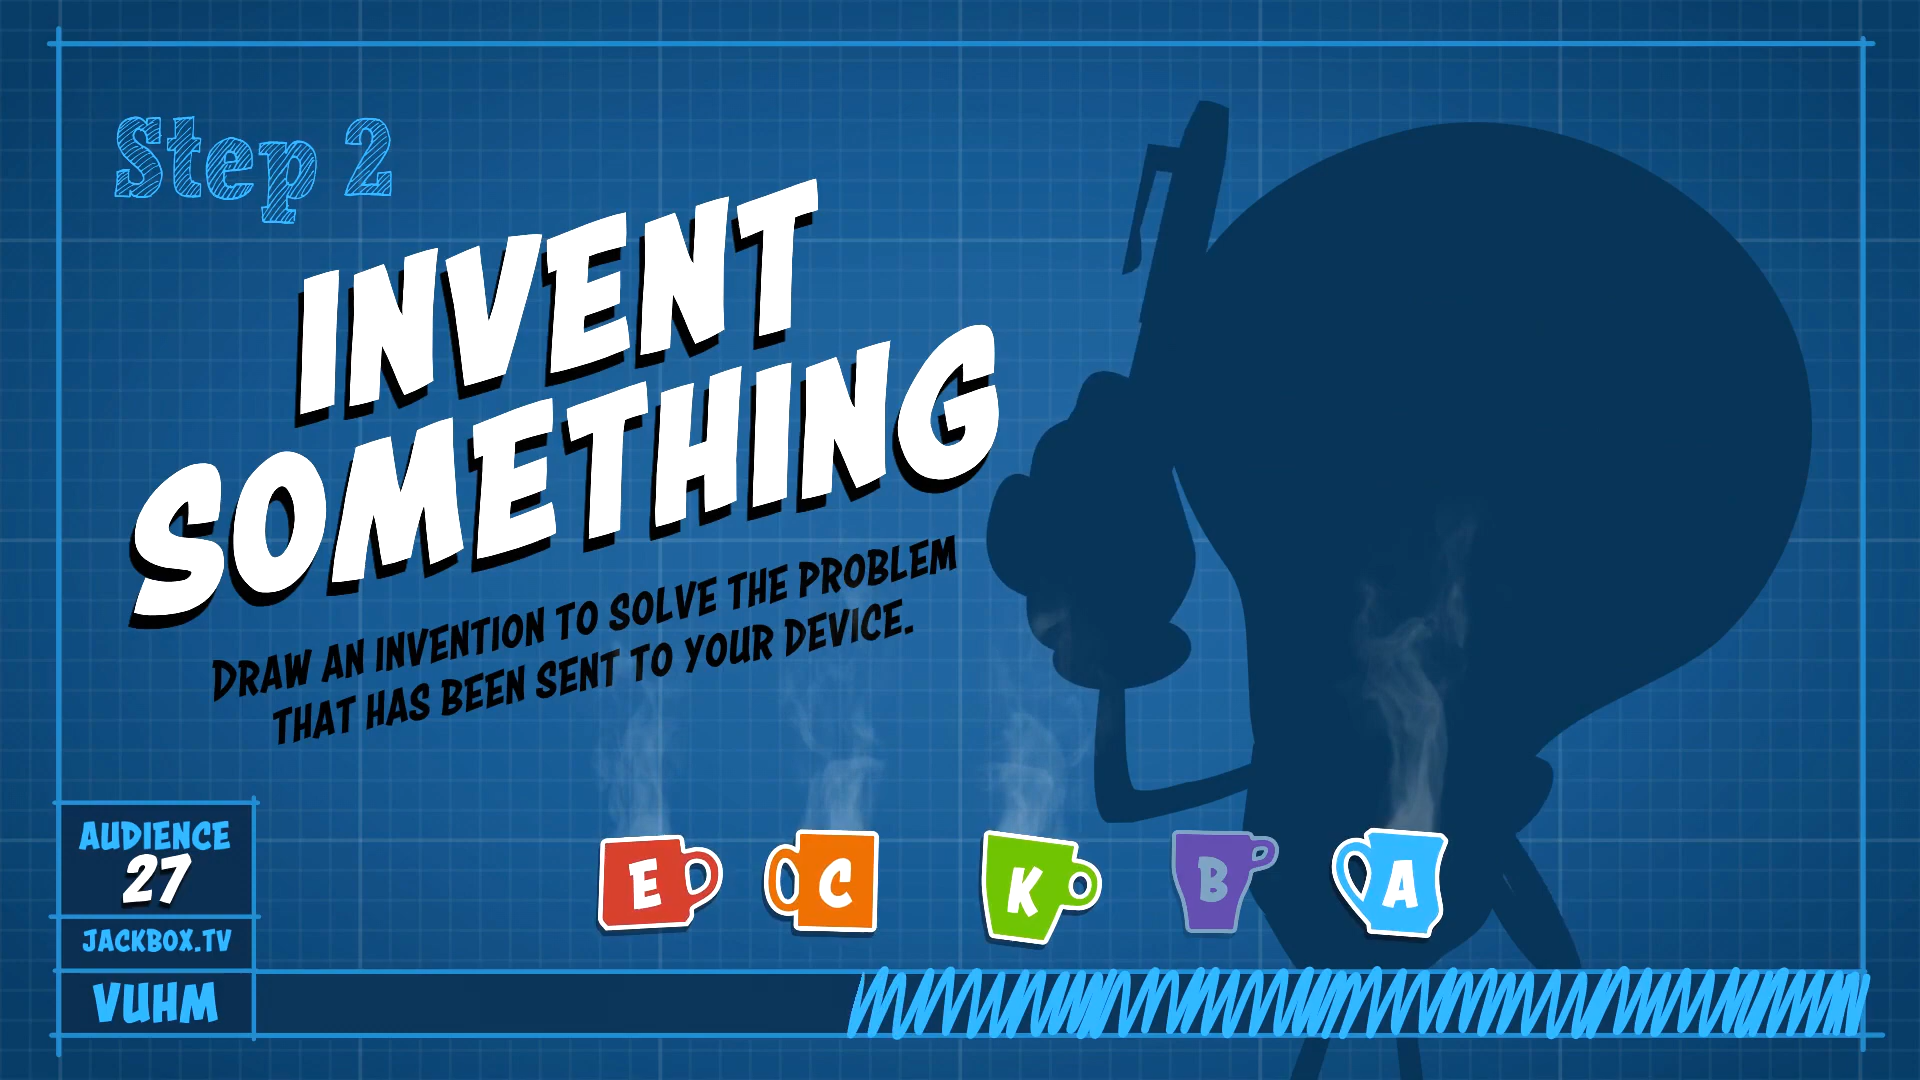 Step 2
INVENT
SOMETHING
DRAW AN INVENTION TO SOLVE THE PROBLEM
THAT HAS BEEN SENT TO YOUR DEVICE.
E C K B A
AUDIENCE
27
JACKBOX.TV
VUHM